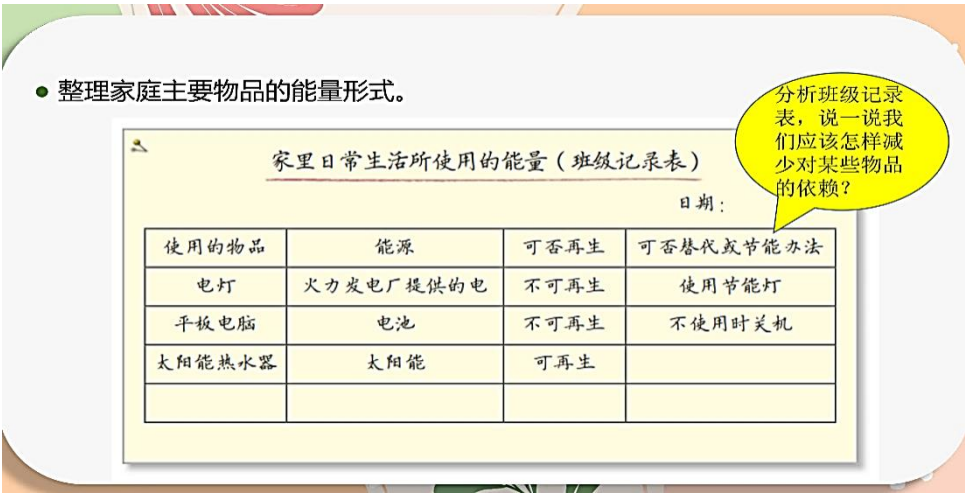 整理家庭主要物品的能量形式。
分析班级记录
表，说一说我
们应该怎样减
少对某些物品
的依赖？
家里日常生活所使用的能量（班级记录表）
日期：
使用的物品 能源 可否再生 可否替代或节能办法
电灯 火力发电厂提供的电 不可再生 使用节能灯
平板电脑 电池 不可再生 不使用时关机
太阳能热水器 太阳能 可再生